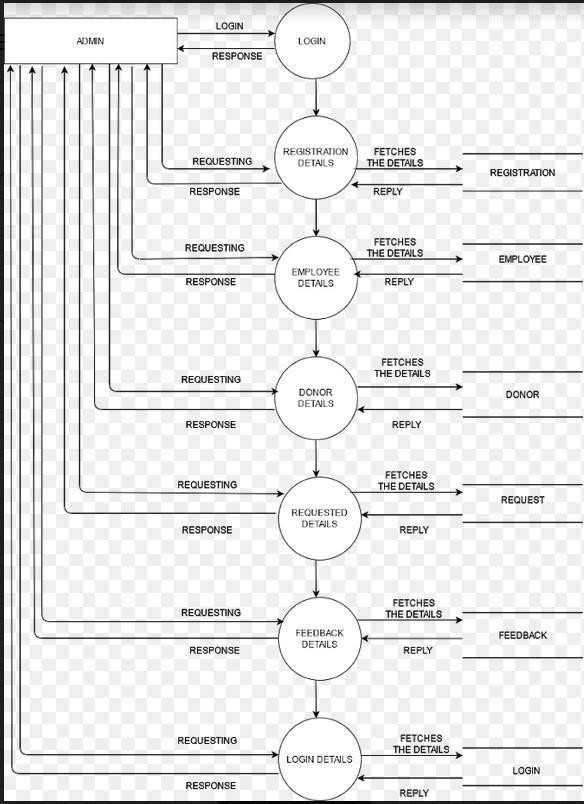 LOGIN
ADMIN
LOGIN
RESPONSE
REGISTRATION
DETAILS
FETCHES
THE DETAILS
REQUESTING
REGISTRATION
RESPONSE
REPLY
REQUESTING
FETCHES
THE DETAILS
EMPLOYEE
EMPLOYEE
DETAILS
RESPONSE
REPLY
FETCHES
THE DETAILS
REQUESTING
DONOR
DETAILS
DONOR
RESPONSE
REPLY
FETCHES
THE DETAILS
REQUESTING
REQUEST
REQUESTED
DETAILS
RESPONSE
REPLY
FETCHES
THE DETAILS
REQUESTING
FEEDBACK
DETAILS
FEEDBACK
RESPONSE
REPLY
REQUESTING
FETCHES
THE DETAILS
LOGIN DETAILS
LOGIN
RESPONSE
REPLY